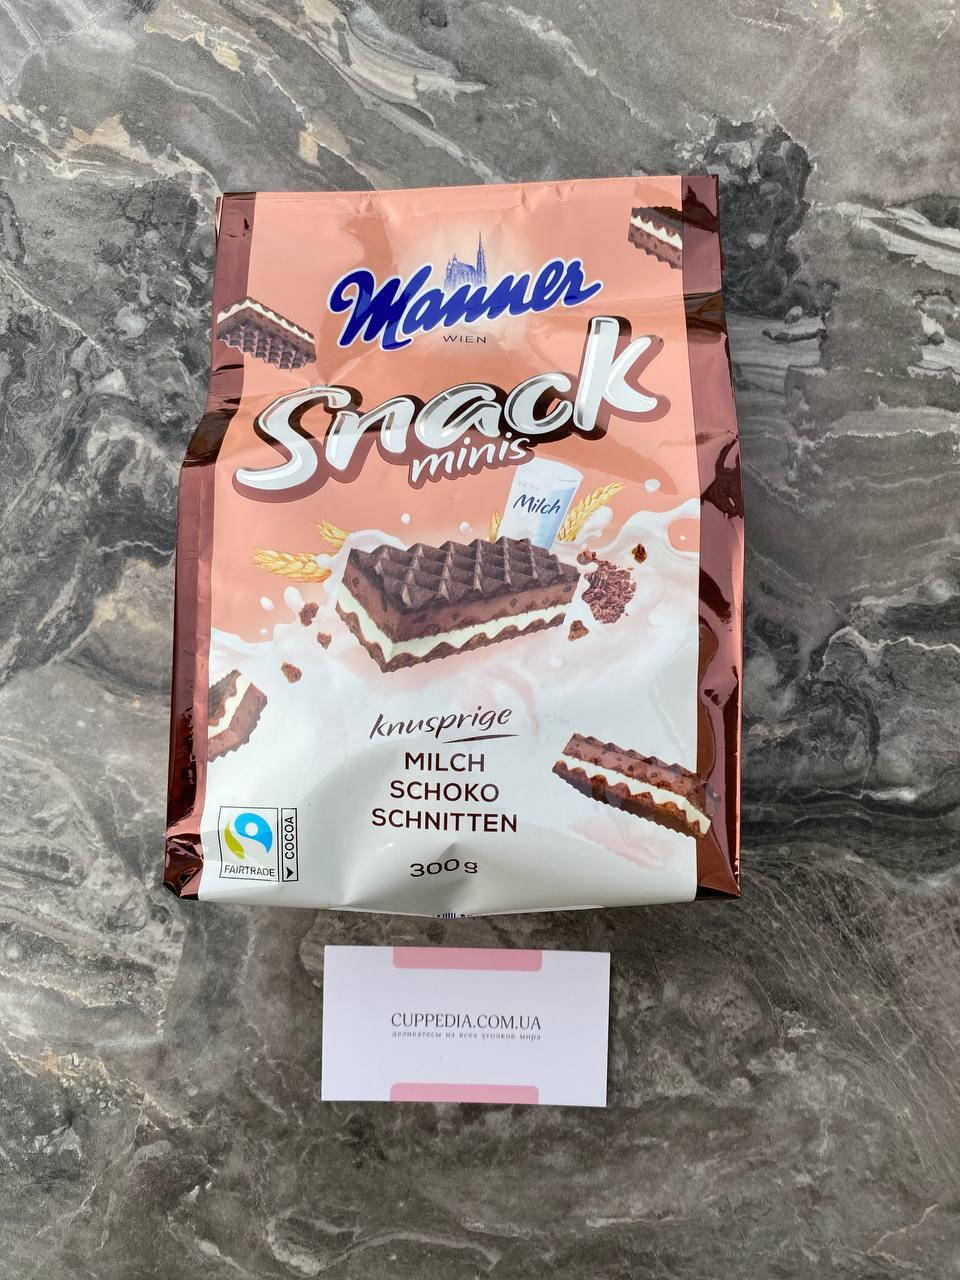 Manner
WIEN
Snack
minis
Milch
knusprige
MILCH
SCHOKO
SCHNITTEN
300 g
FAIRTRADE
COCOA
CUPPEDIA.COM.UA
деликатесы из всех уголков мира